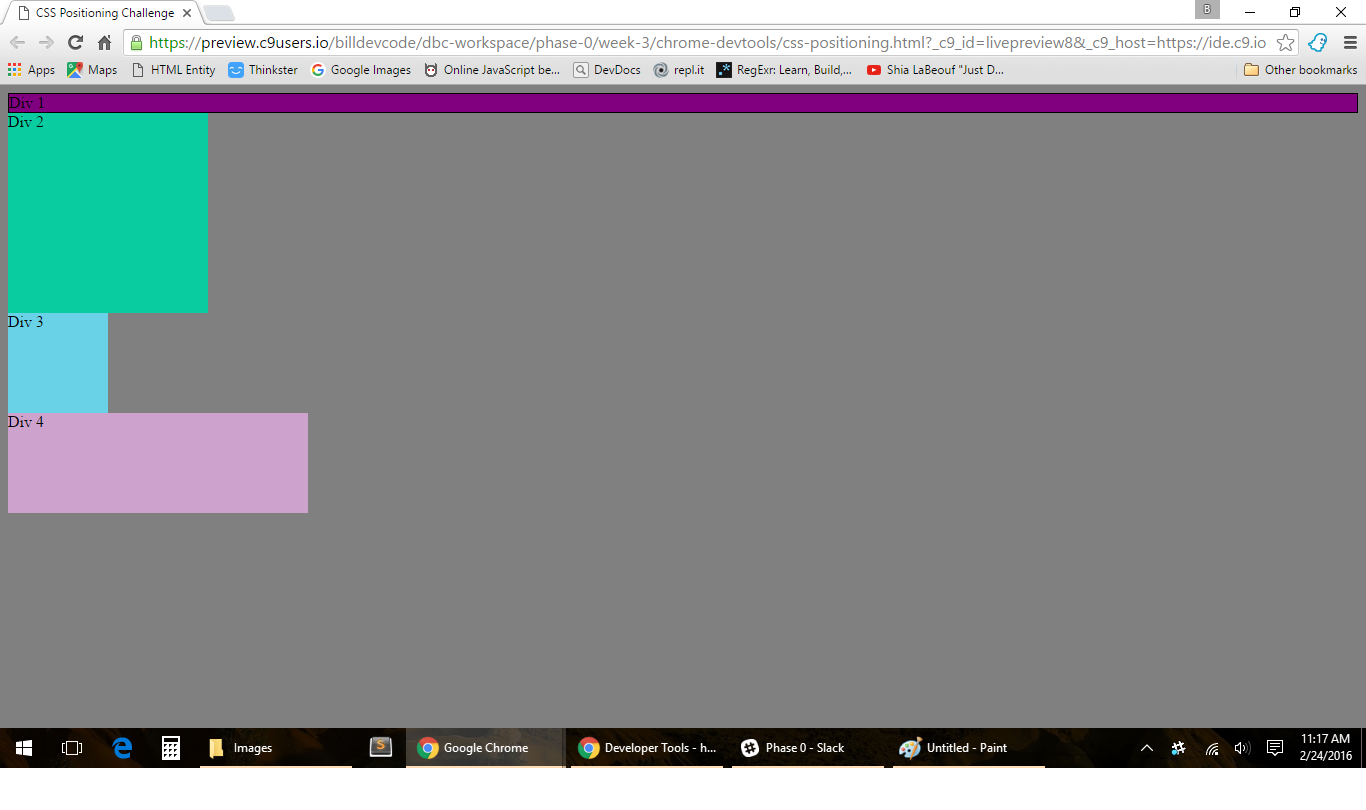 CSS Positioning Challenge
B
https://preview.c9users.io/billdevcode/dbc-workspace/phase-0/week-3/chrome-devtools/css-positioning.html?_c9_id=livepreview8&_c9_host=https://ide.c9.io
Apps Maps HTML Entity Thinkster Google Images Online JavaScript be... DevDocs repl.it RegExr: Learn, Build,... Shia LaBeouf "Just D... Other bookmarks
Div 1
Div 2
Div 3
Div 4
Images Google Chrome Developer Tools - h... Phase 0 - Slack Untitled - Paint
11:17 AM
2/24/2016